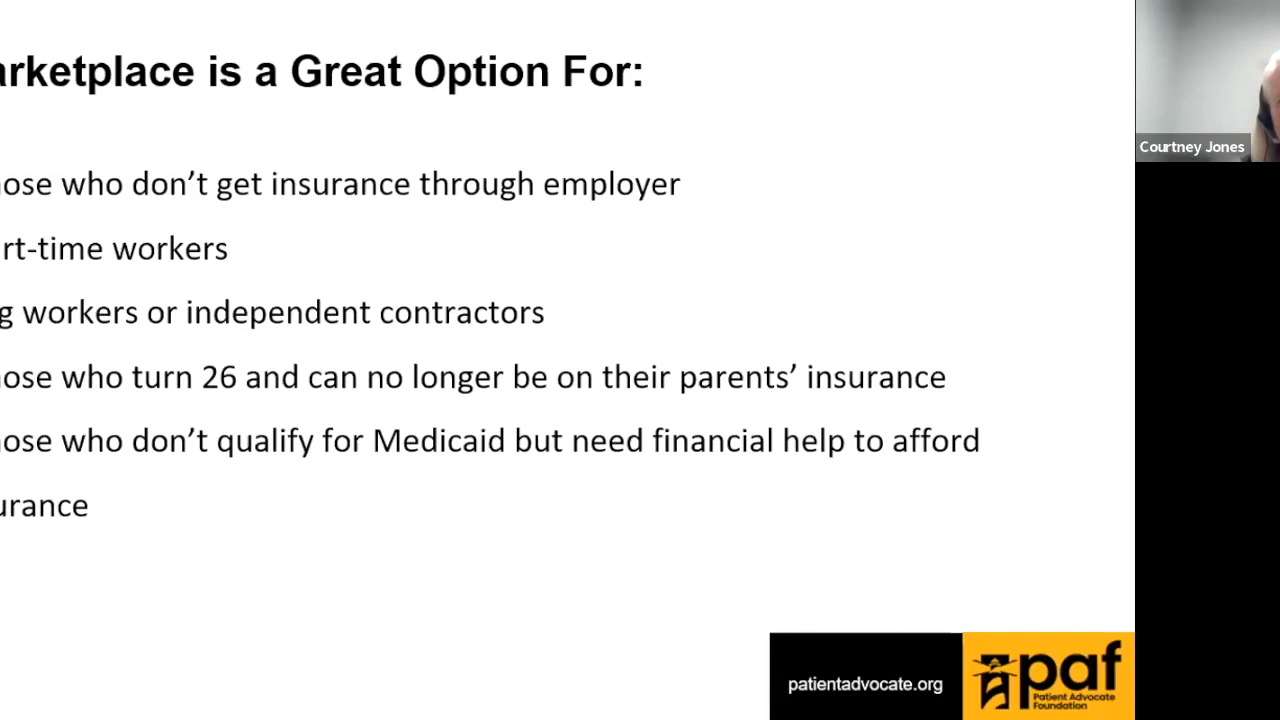 arketplace is a Great Option For:
Courtney Jones
ose who don't get insurance through employer
rt-time workers
g workers or independent contractors
ose who turn 26 and can no longer be on their parents' insurance
ose who don't qualify for Medicaid but need financial help to afford
urance
patientadvocate.org
paf
Patient Advocate
Foundation